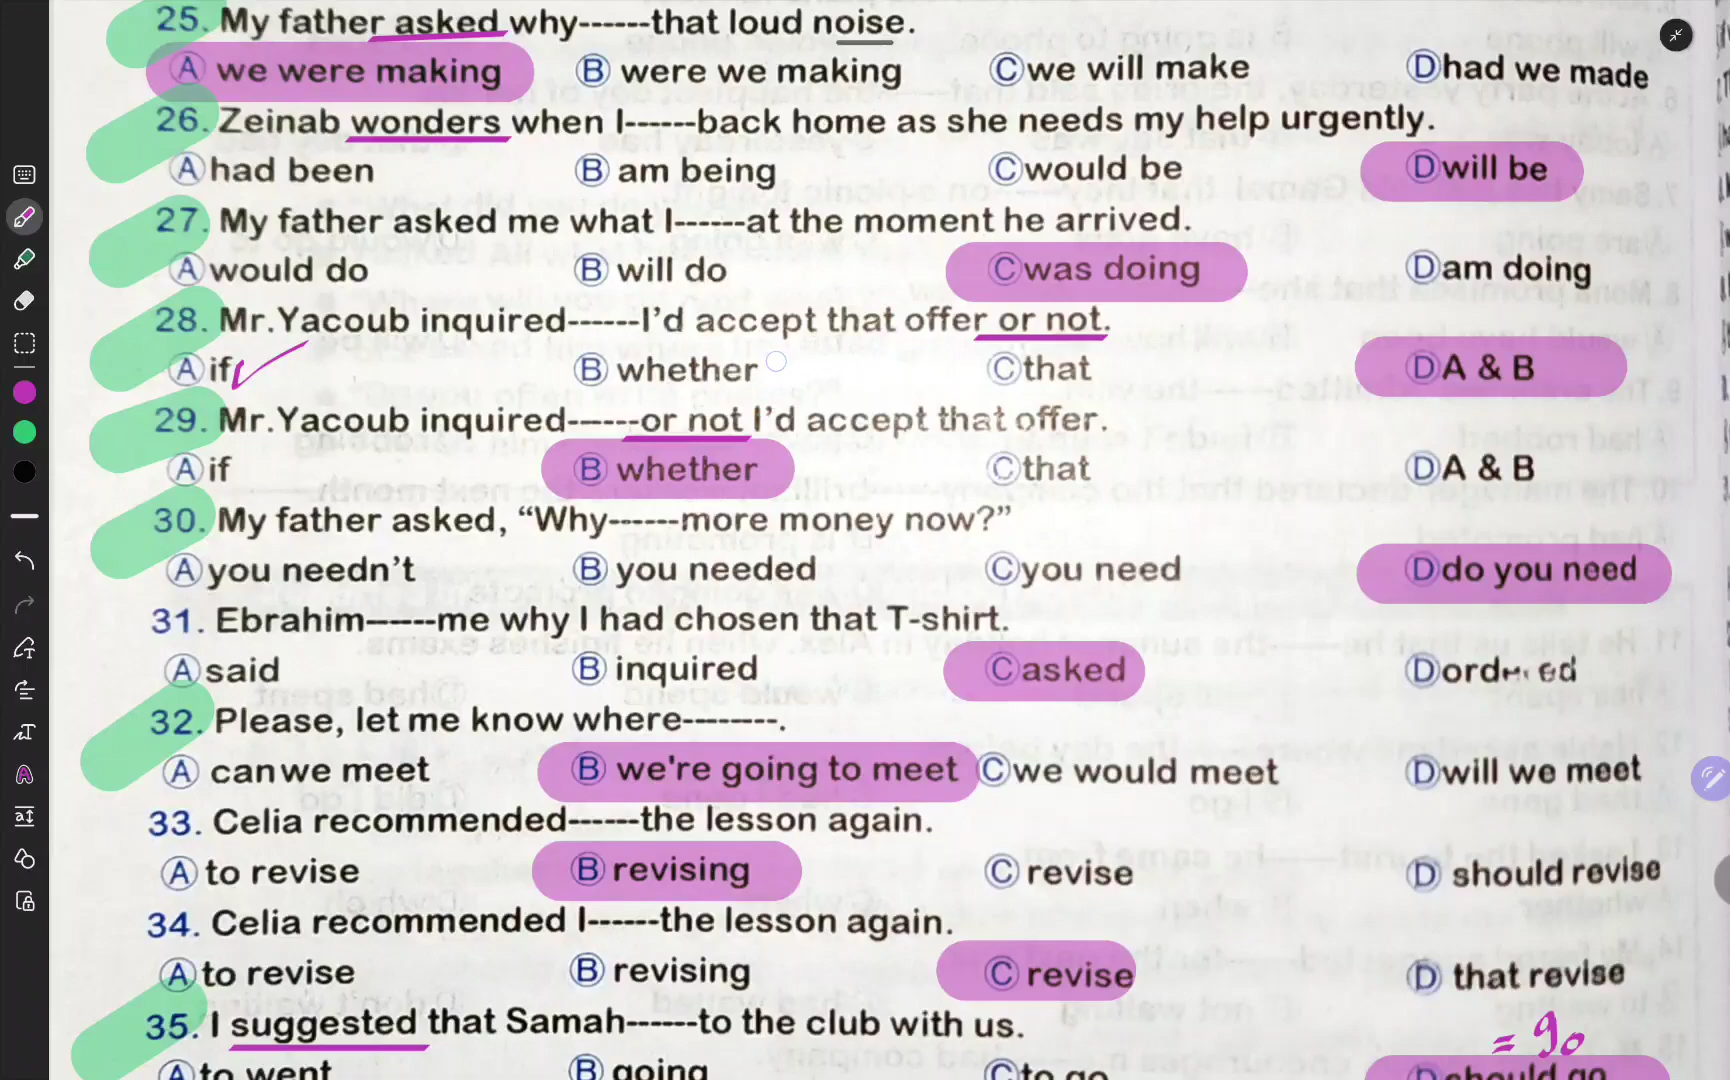 25. My father asked why------that loud noise.
A we were making B were we making C we will make D had we made
26. Zeinab wonders when I------back home as she needs my help urgently.
A had been B am being C would be D will be
27. My father asked me what I------at the moment he arrived.
A would do B will do C was doing D am doing
28. Mr.Yacoub inquired------I'd accept that offer or not.
A if B whether C that D A & B
29. Mr.Yacoub inquired------or not I'd accept that offer.
A if B whether C that D A & B
30. My father asked, "Why------more money now?"
A you needn't B you needed C you need D do you need
31. Ebrahim------me why I had chosen that T-shirt.
A said B inquired C asked D
32. Please, let me know where--------.
A can we meet B we're going to meet C we would meet D will we meet
33. Celia recommended------the lesson again.
A to revise B revising C revise D should revise
34. Celia recommended I------the lesson again.
A to revise B revising C revise D that revise
35. I suggested that Samah------to the club with us.
= go
A to went B going C to go D should go